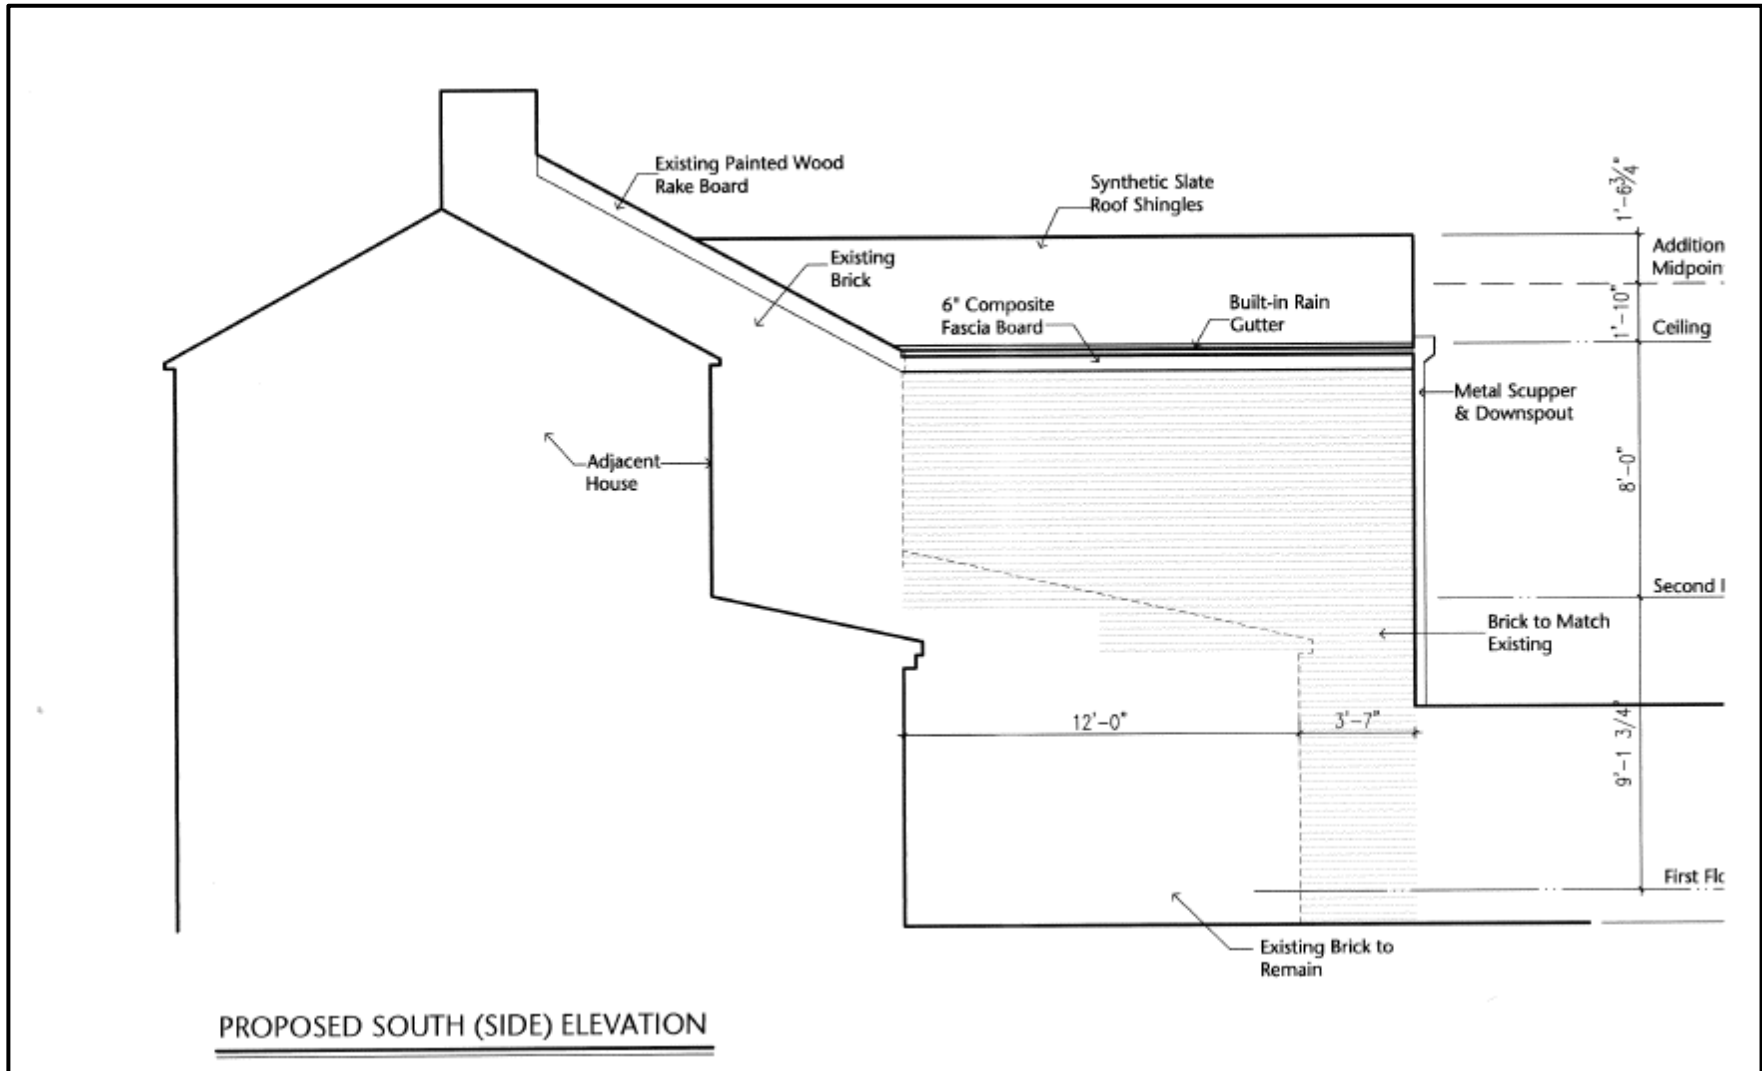 Existing Painted Wood
Rake Board
Synthetic Slate
Roof Shingles
1'-6¾"
Existing
Brick
Addition
Midpoin
6" Composite
Fascia Board
Built-in Rain
Gutter
1'-10"
Ceiling
Metal Scupper
& Downspout
Adjacent
House
8'-0"
Second
Brick to Match
Existing
12'-0"
3'-7"
9'-1 3/4"
First Flo
Existing Brick to
Remain
PROPOSED SOUTH (SIDE) ELEVATION